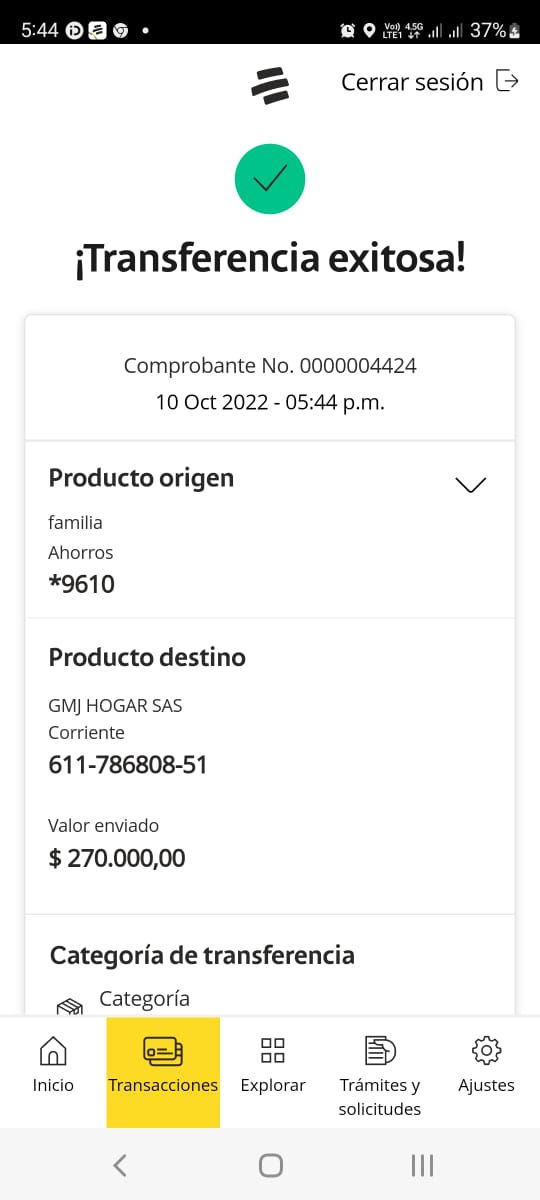 5:44
Vo)) 4.5G
LTE1
37%
Cerrar sesión
¡Transferencia exitosa!
Comprobante No. 0000004424
10 Oct 2022 - 05:44 p.m.
Producto origen
familia
Ahorros
*9610
Producto destino
GMJ HOGAR SAS
Corriente
611-786808-51
Valor enviado
$ 270.000,00
Categoría de transferencia
Categoría
Inicio
Transacciones
Explorar
Trámites y
solicitudes
Ajustes